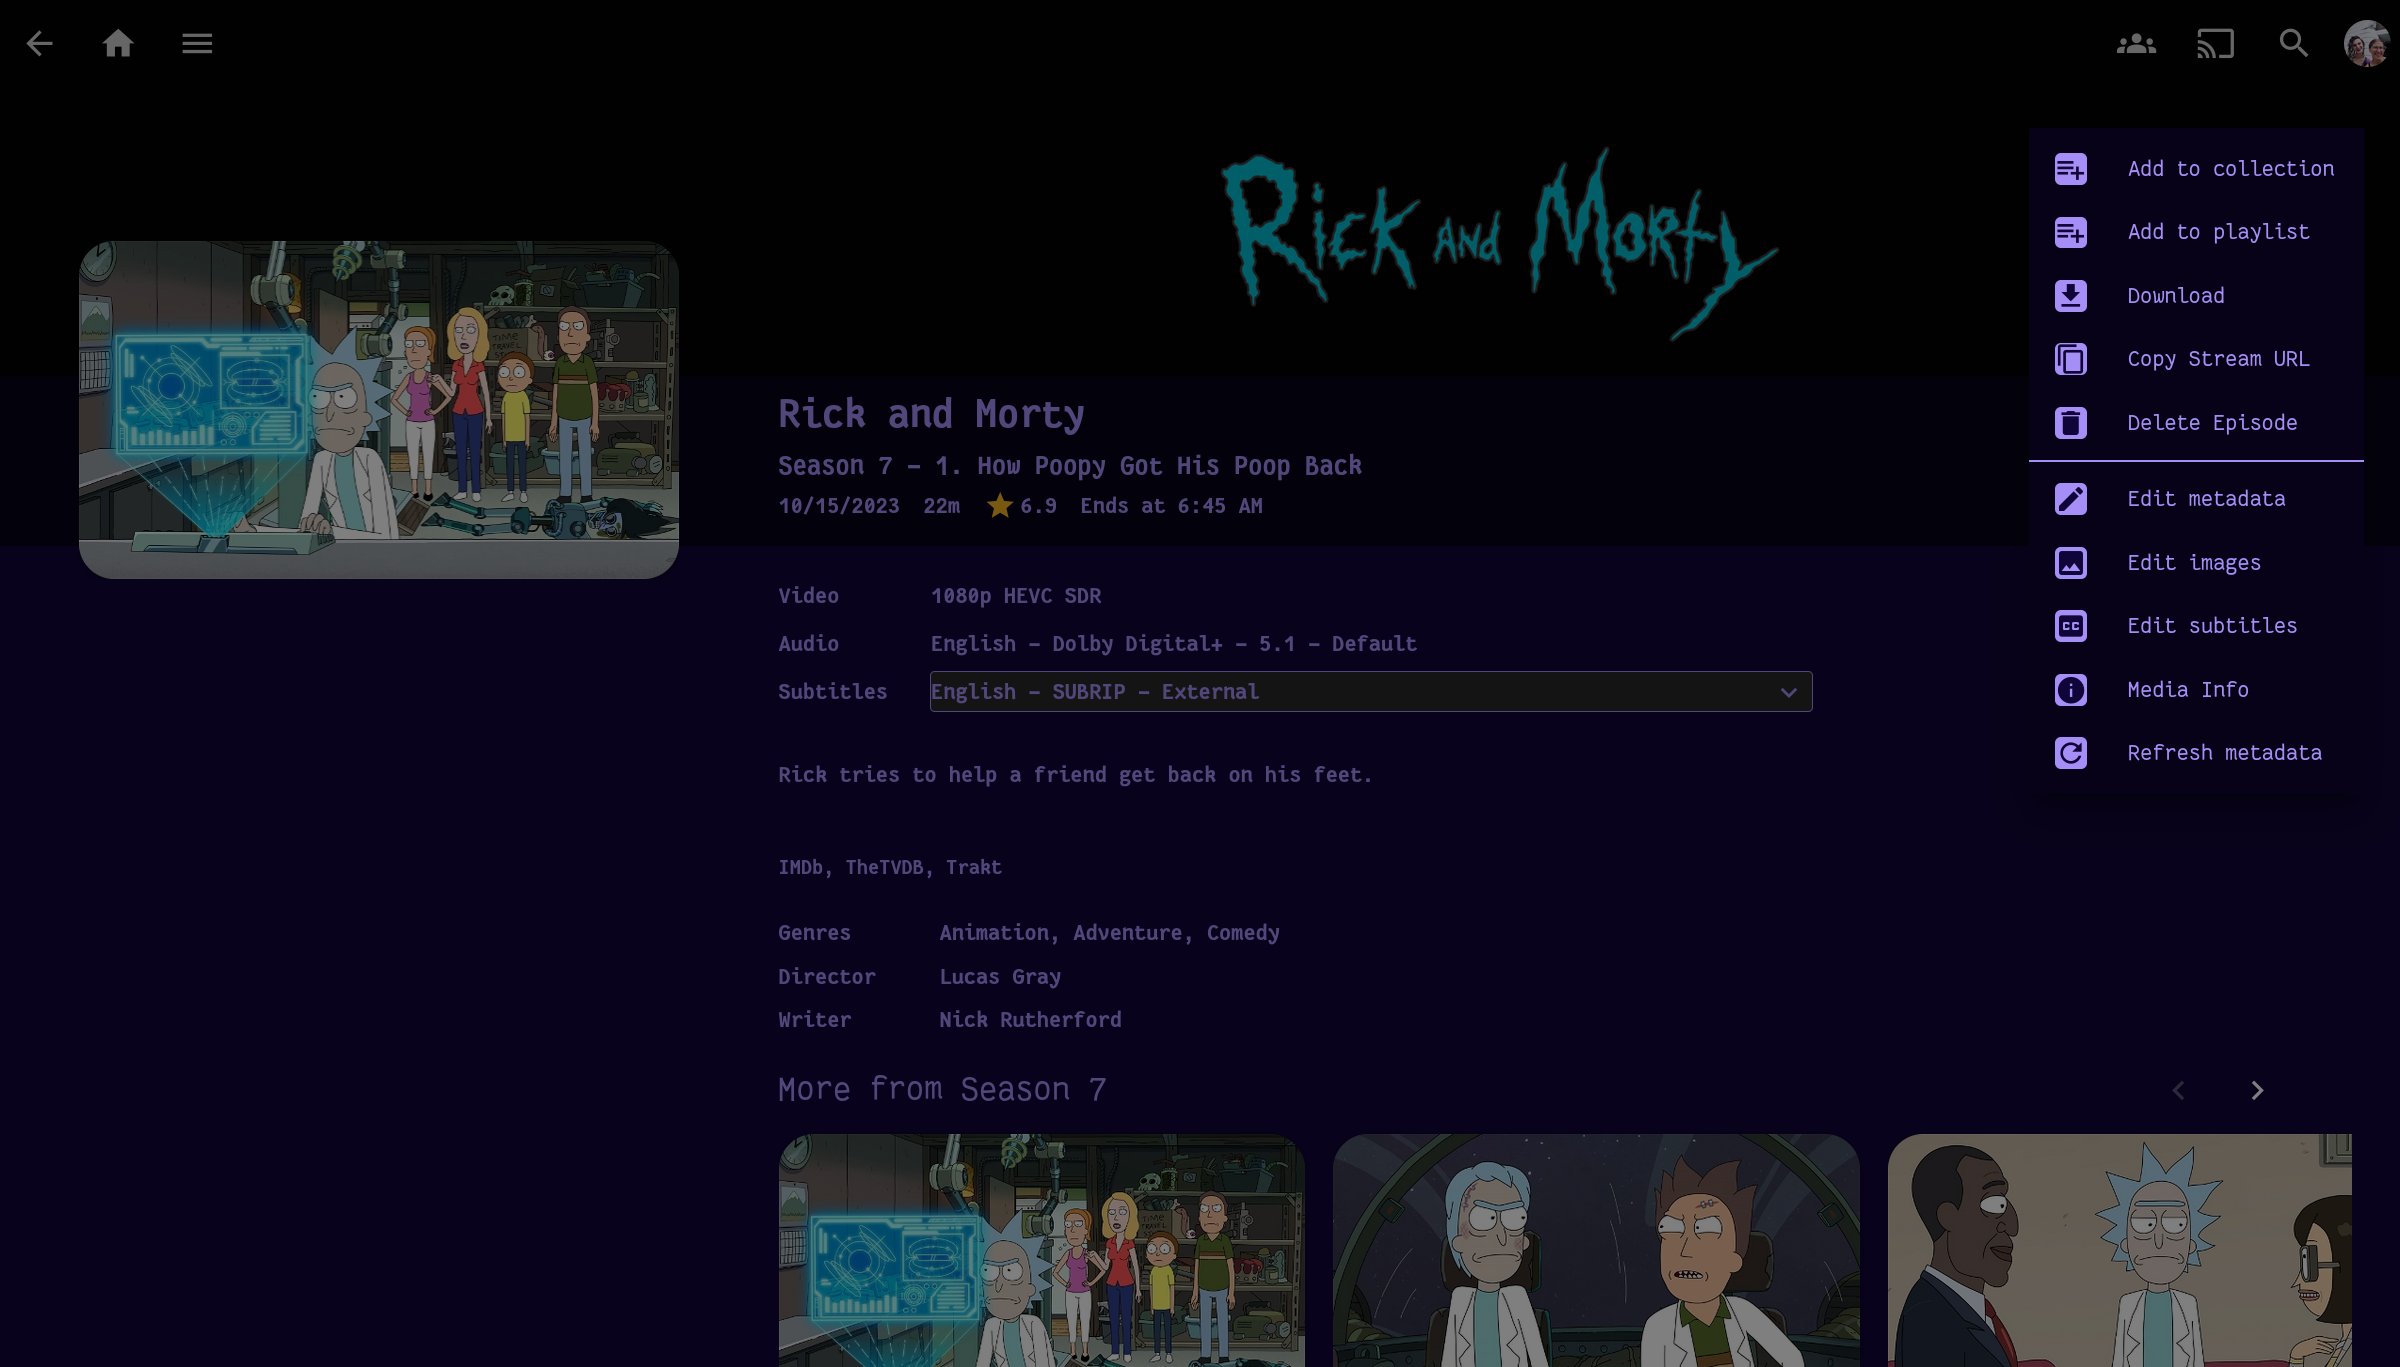 Rick and Morty
Add to collection
Add to playlist
Download
Copy Stream URL
Delete Episode
Edit metadata
Edit images
Edit subtitles
Media Info
Refresh metadata
TIME
TRAVEL
Rick and Morty
Season 7 - 1. How Poopy Got His Poop Back
10/15/2023 22m 6.9 Ends at 6:45 AM
Video 1080p HEVC SDR
Audio English - Dolby Digital+ - 5.1 - Default
Subtitles English - SUBRIP - External
Rick tries to help a friend get back on his feet.
IMDb, TheTVDB, Trakt
Genres Animation, Adventure, Comedy
Director Lucas Gray
Writer Nick Rutherford
More from Season 7
TIME
TRAVEL